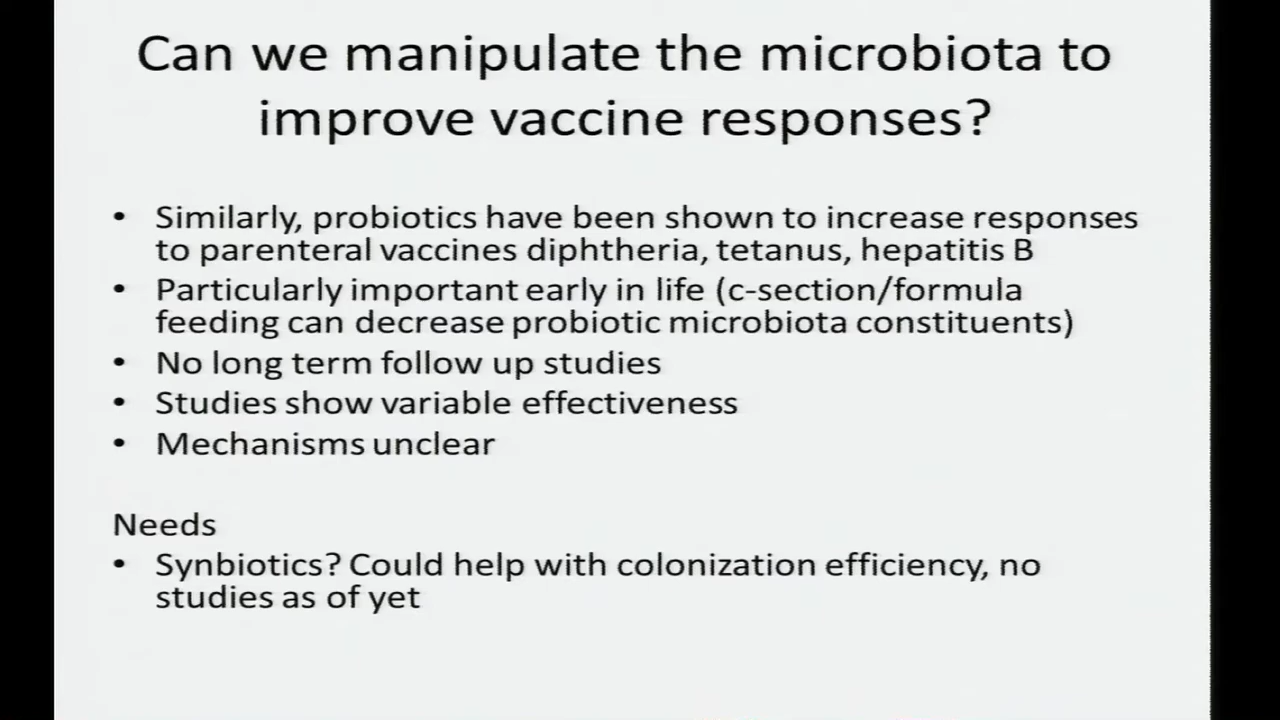 Can we manipulate the microbiota to
improve vaccine responses?
• Similarly, probiotics have been shown to increase responses
to parenteral vaccines diphtheria, tetanus, hepatitis B
• Particularly important early in life (c-section/formula
feeding can decrease probiotic microbiota constituents)
• No long term follow up studies
• Studies show variable effectiveness
• Mechanisms unclear
Needs
• Synbiotics? Could help with colonization efficiency, no
studies as of yet